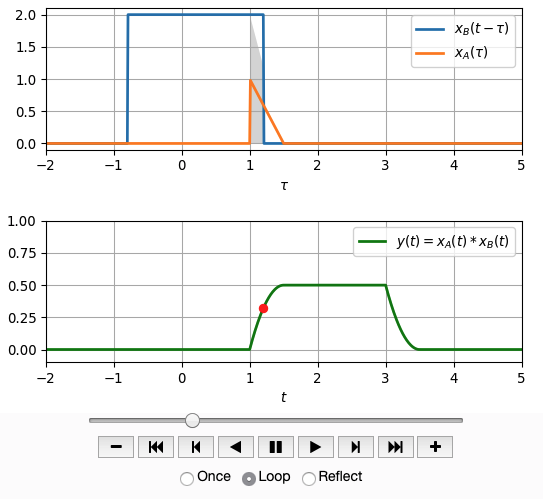 2.0
1.5
1.0
0.5
0.0
x_B(t − τ)
x_A(τ)
−2 −1 0 1 2 3 4 5
τ
1.00
0.75
0.50
0.25
0.00
y(t) = x_A(t) * x_B(t)
−2 −1 0 1 2 3 4 5
t
Once Loop Reflect